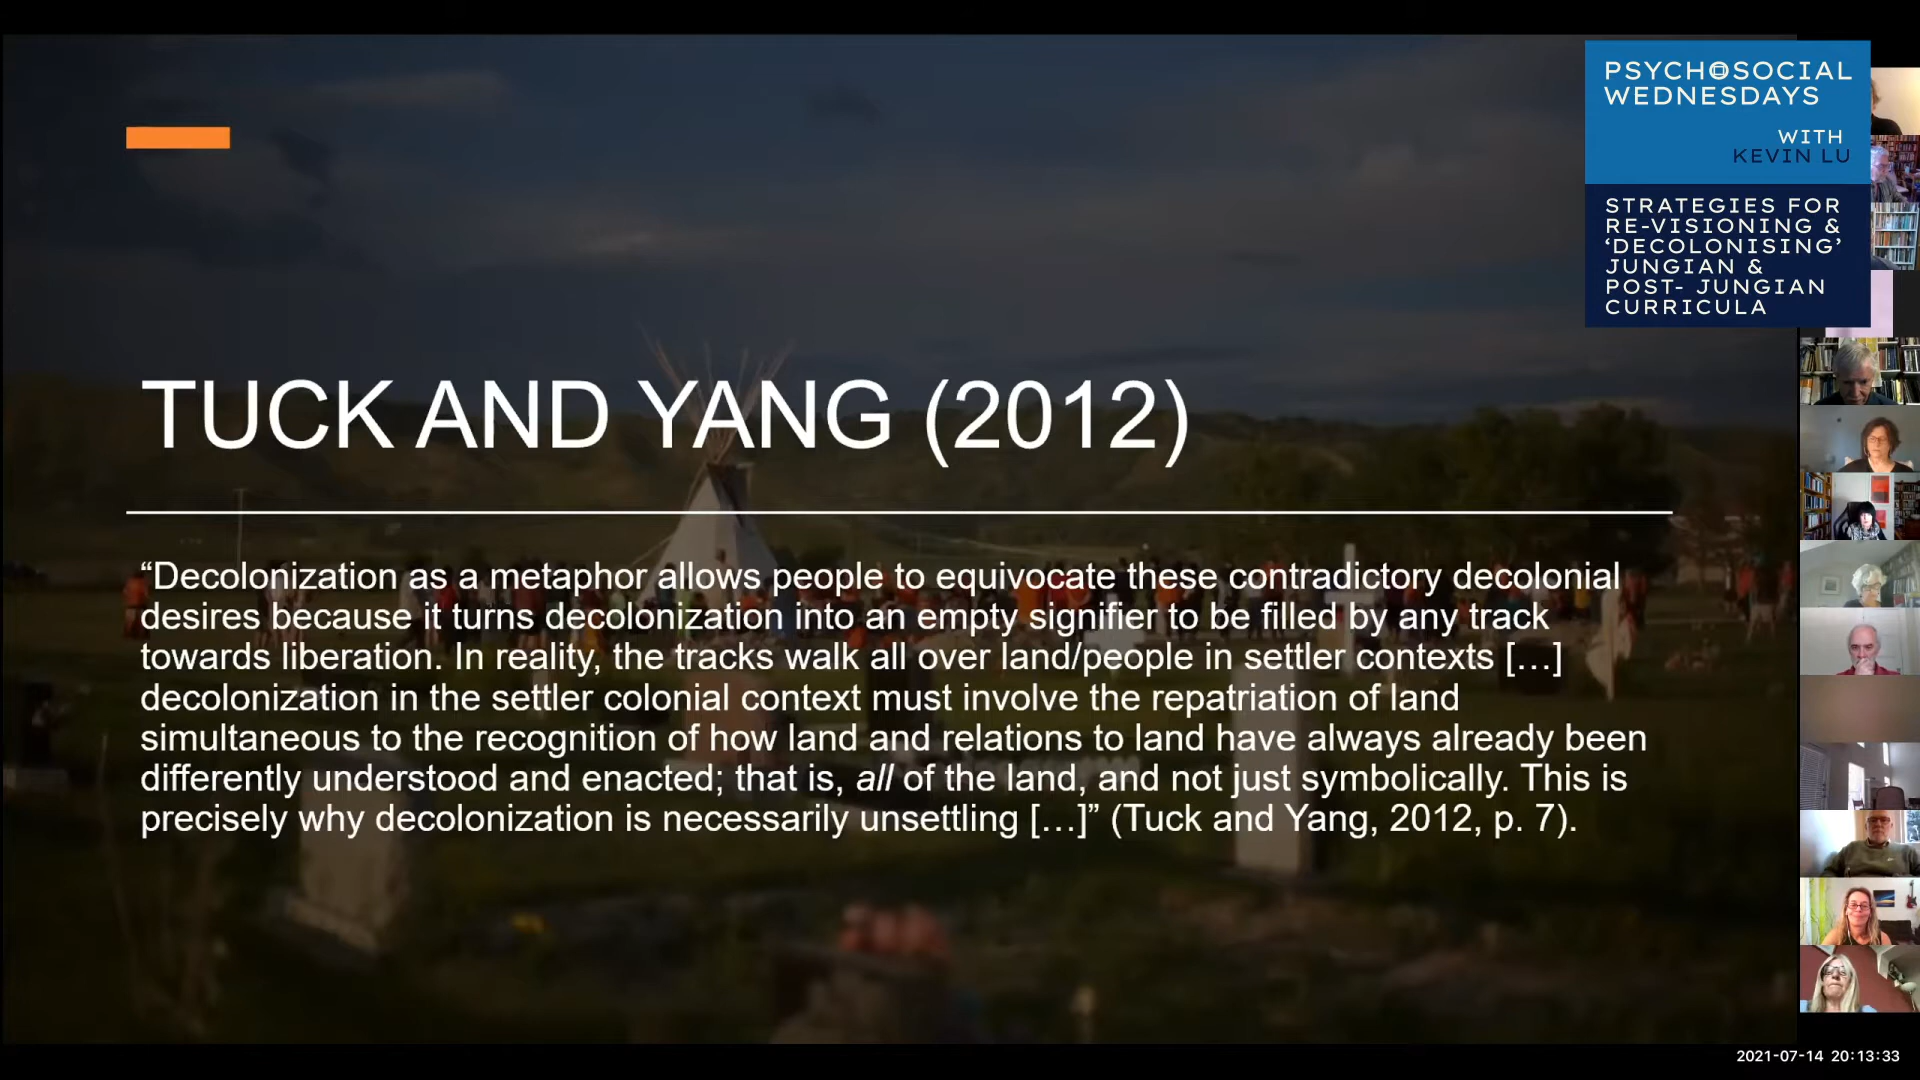 PSYCHOSOCIAL
WEDNESDAYS
WITH
KEVIN LU
STRATEGIES FOR
RE-VISIONING &
‘DECOLONISING’
JUNGIAN &
POST- JUNGIAN
CURRICULA
TUCK AND YANG (2012)
“Decolonization as a metaphor allows people to equivocate these contradictory decolonial
desires because it turns decolonization into an empty signifier to be filled by any track
towards liberation. In reality, the tracks walk all over land/people in settler contexts […]
decolonization in the settler colonial context must involve the repatriation of land
simultaneous to the recognition of how land and relations to land have always already been
differently understood and enacted; that is, all of the land, and not just symbolically. This is
precisely why decolonization is necessarily unsettling […]” (Tuck and Yang, 2012, p. 7).
2021-07-14 20:13:33